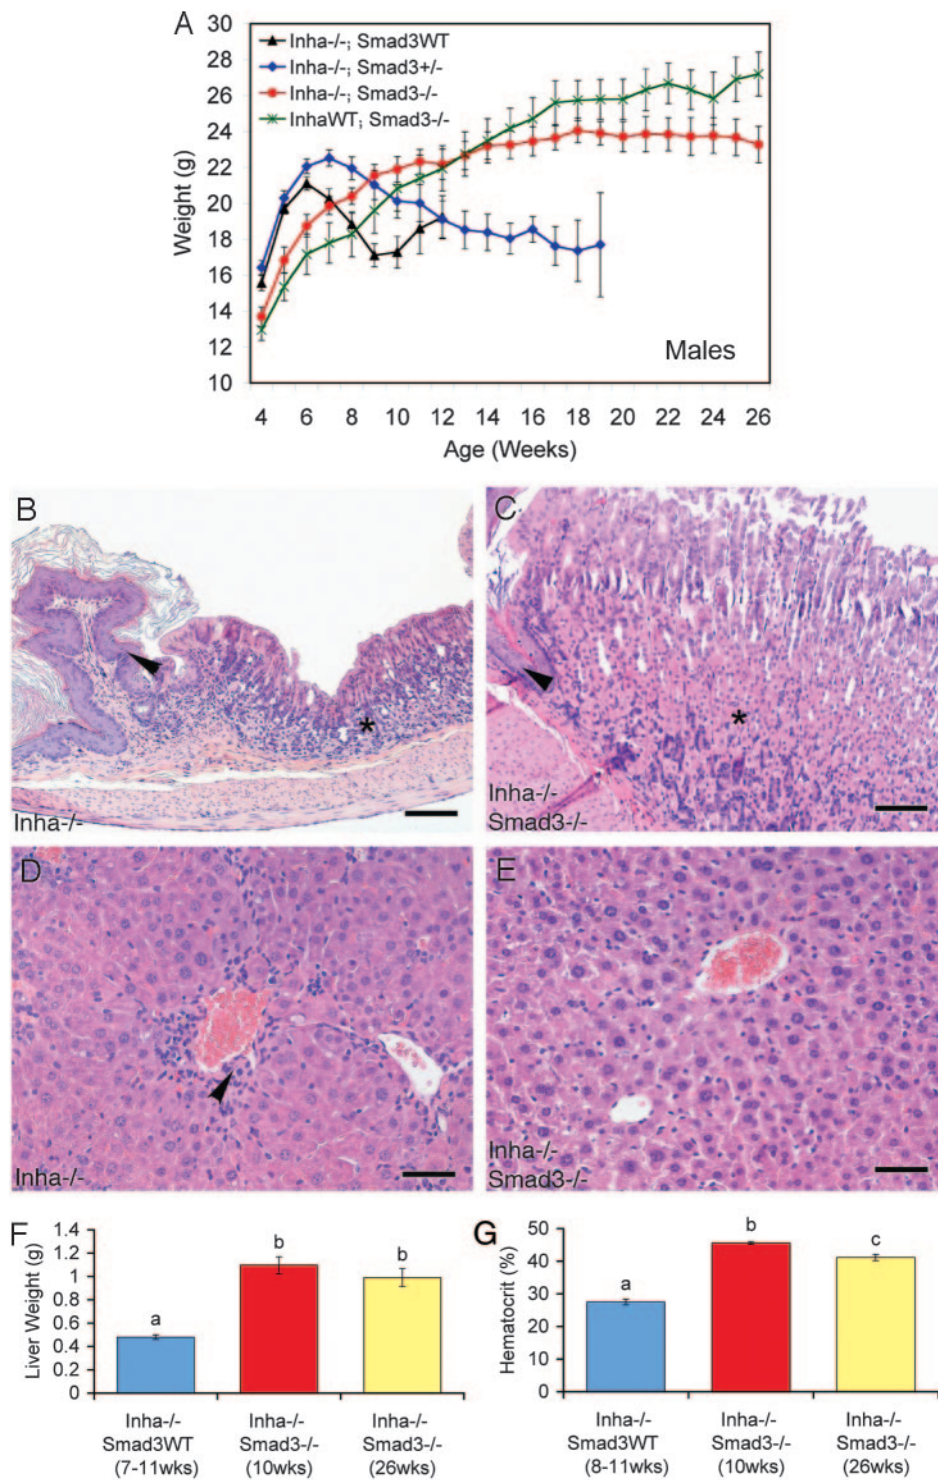 A
30
28
26
24
22
20
18
16
14
12
10
Weight (g)
Inha-/-; Smad3WT
Inha-/-; Smad3+/-
Inha-/-; Smad3-/-
InhaWT; Smad3-/-
Males
4 6 8 10 12 14 16 18 20 22 24 26
Age (Weeks)
B
*
Inha-/-
C
*
Inha-/-
Smad3-/-
D
Inha-/-
E
Inha-/-
Smad3-/-
F
Liver Weight (g)
1.4
1.2
1
0.8
0.6
0.4
0.2
0
a
b
b
Inha-/-
Smad3WT
(7-11wks)
Inha-/-
Smad3-/-
(10wks)
Inha-/-
Smad3-/-
(26wks)
G
Hematocrit (%)
50
40
30
20
10
0
a
b
c
Inha-/-
Smad3WT
(8-11wks)
Inha-/-
Smad3-/-
(10wks)
Inha-/-
Smad3-/-
(26wks)